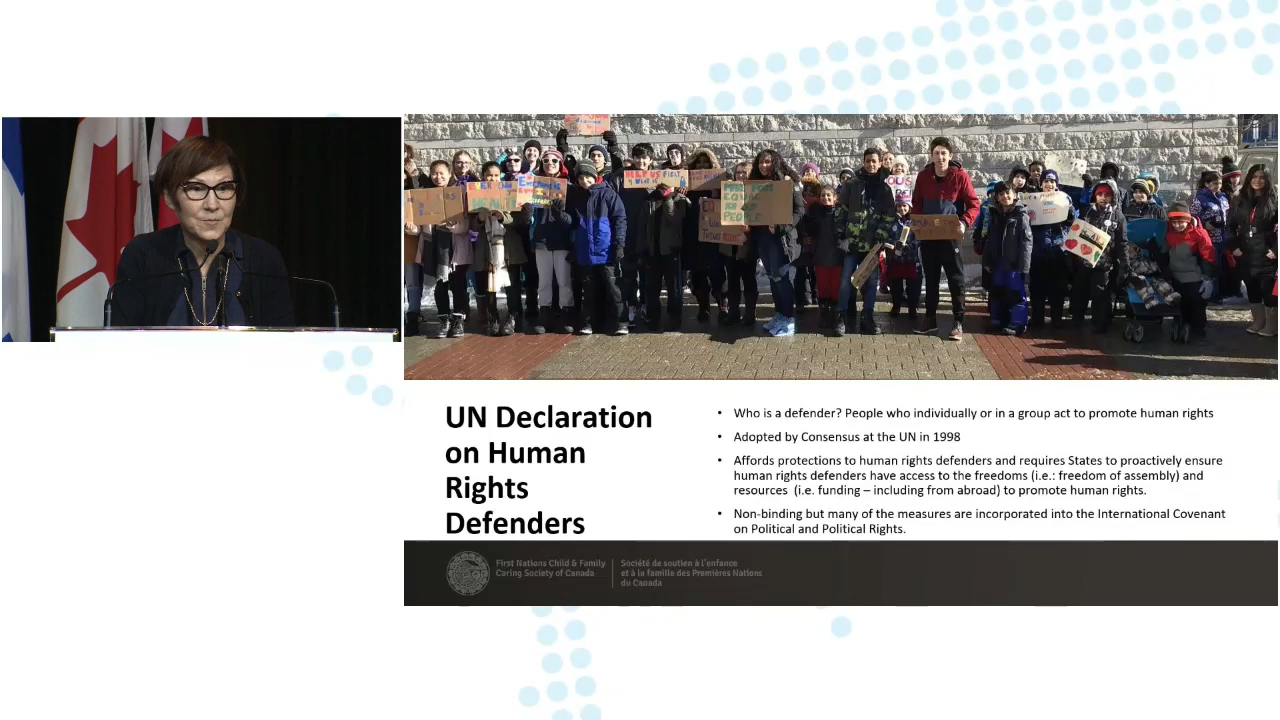 HELP US FIGHT
EQUAL
PEOPLE
UN Declaration
on Human
Rights
Defenders
• Who is a defender? People who individually or in a group act to promote human rights
• Adopted by Consensus at the UN in 1998
• Affords protections to human rights defenders and requires States to proactively ensure
human rights defenders have access to the freedoms (i.e.: freedom of assembly) and
resources (i.e. funding – including from abroad) to promote human rights.
• Non-binding but many of the measures are incorporated into the International Covenant
on Political and Political Rights.
First Nations Child & Family
Caring Society of Canada
Société de soutien à l'enfance
et à la famille des Premières Nations
du Canada